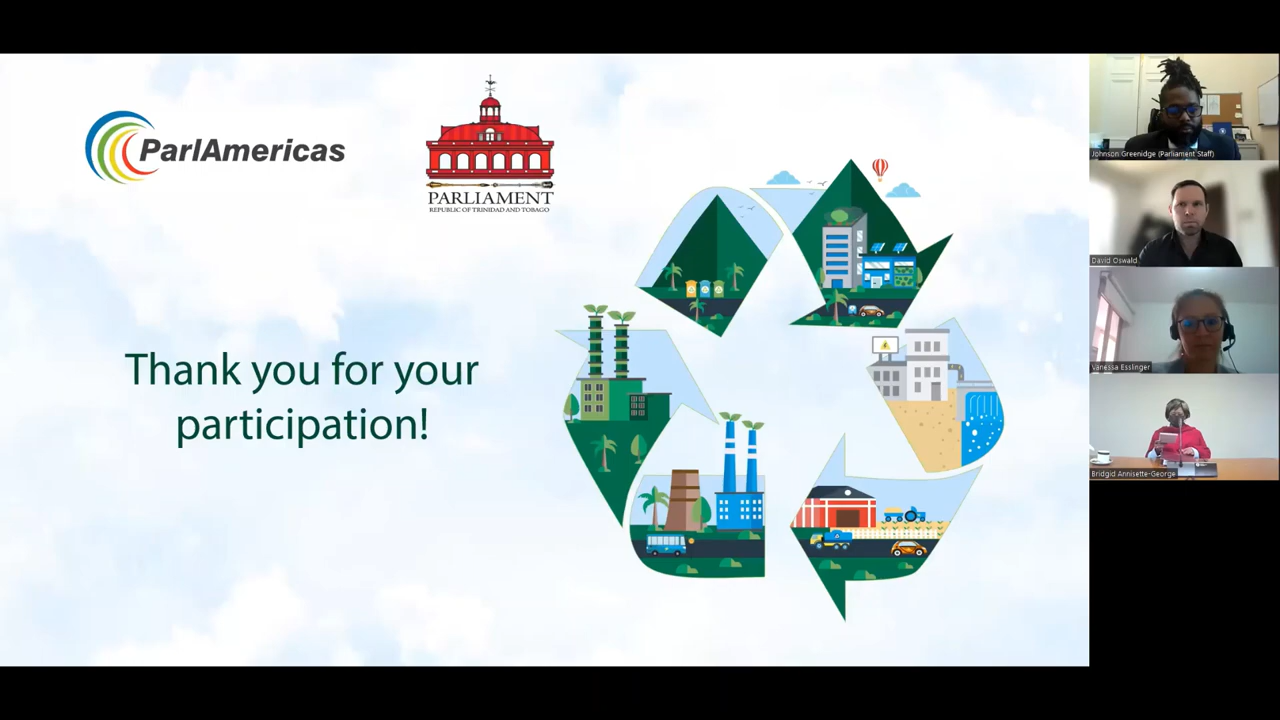 ParlAmericas
PARLIAMENT
REPUBLIC OF TRINIDAD AND TOBAGO
Thank you for your
participation!
Johnson Greenidge (Parliament Staff)
David Oswald
Vanessa Esslinger
Bridgid Annisette-George